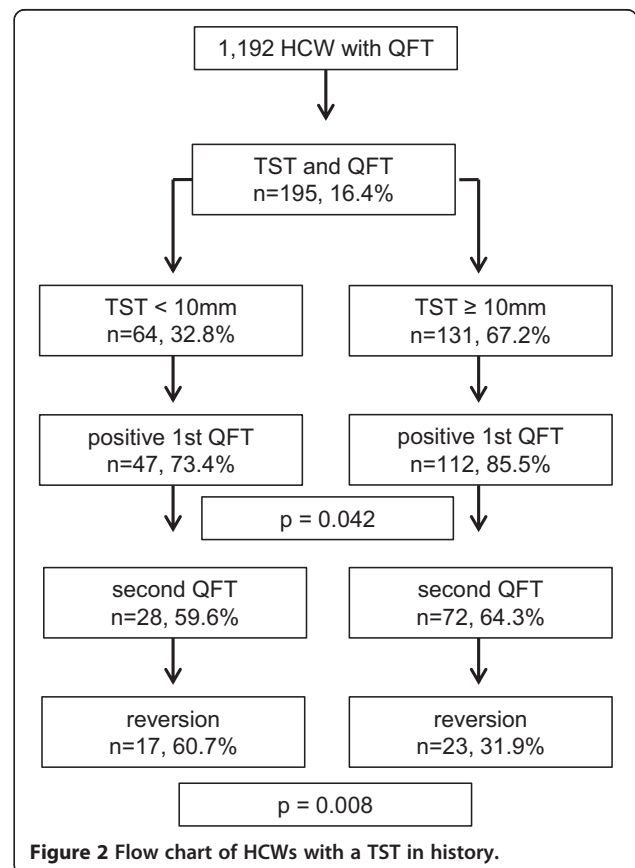 1,192 HCW with QFT
TST and QFT
n=195, 16.4%
TST < 10mm
n=64, 32.8%
TST ≥ 10mm
n=131, 67.2%
positive 1st QFT
n=47, 73.4%
positive 1st QFT
n=112, 85.5%
p = 0.042
second QFT
n=28, 59.6%
second QFT
n=72, 64.3%
reversion
n=17, 60.7%
reversion
n=23, 31.9%
p = 0.008
Figure 2 Flow chart of HCWs with a TST in history.